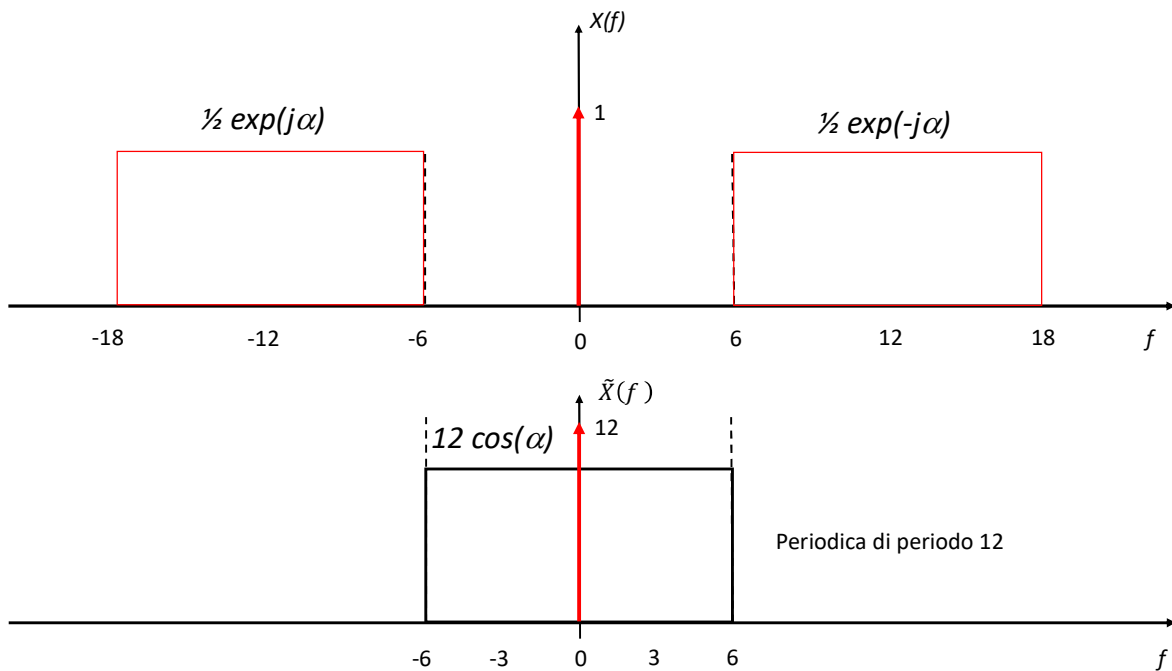 X(f)
½ exp(jα)
1
½ exp(-jα)
-18 -12 -6 0 6 12 18 f
X̃(f )
12 cos(α) 12
Periodica di periodo 12
-6 -3 0 3 6 f